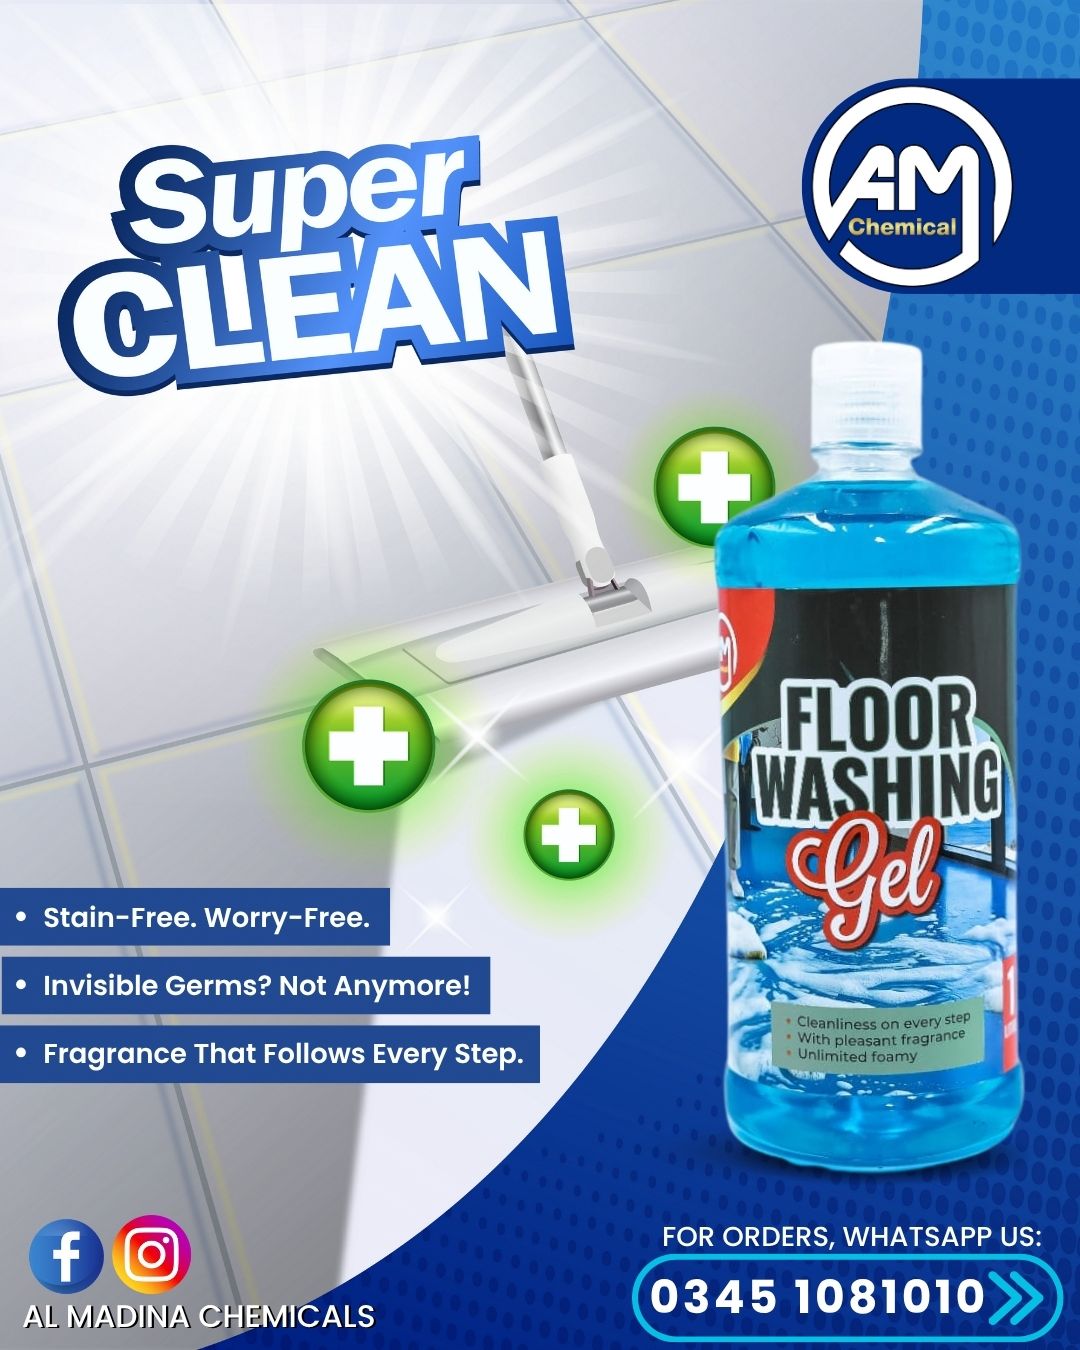 Super
CLEAN
AM
Chemical
FLOOR
WASHING
Gel
• Cleanliness on every step
• With pleasant fragrance
• Unlimited foamy
• Stain-Free. Worry-Free.
• Invisible Germs? Not Anymore!
• Fragrance That Follows Every Step.
AL MADINA CHEMICALS
FOR ORDERS, WHATSAPP US:
0345 1081010